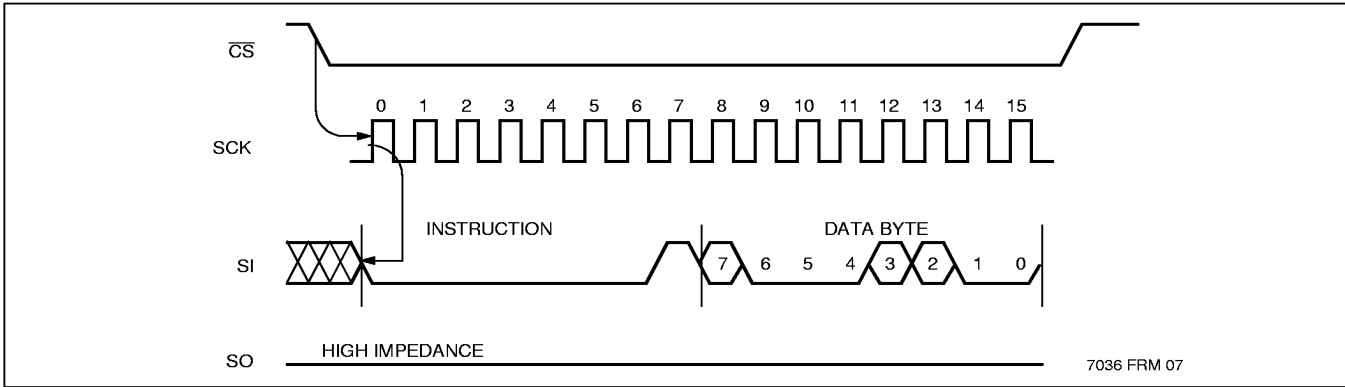 CS
0 1 2 3 4 5 6 7 8 9 10 11 12 13 14 15
SCK
INSTRUCTION DATA BYTE
SI 7 6 5 4 3 2 1 0
HIGH IMPEDANCE
SO
7036 FRM 07